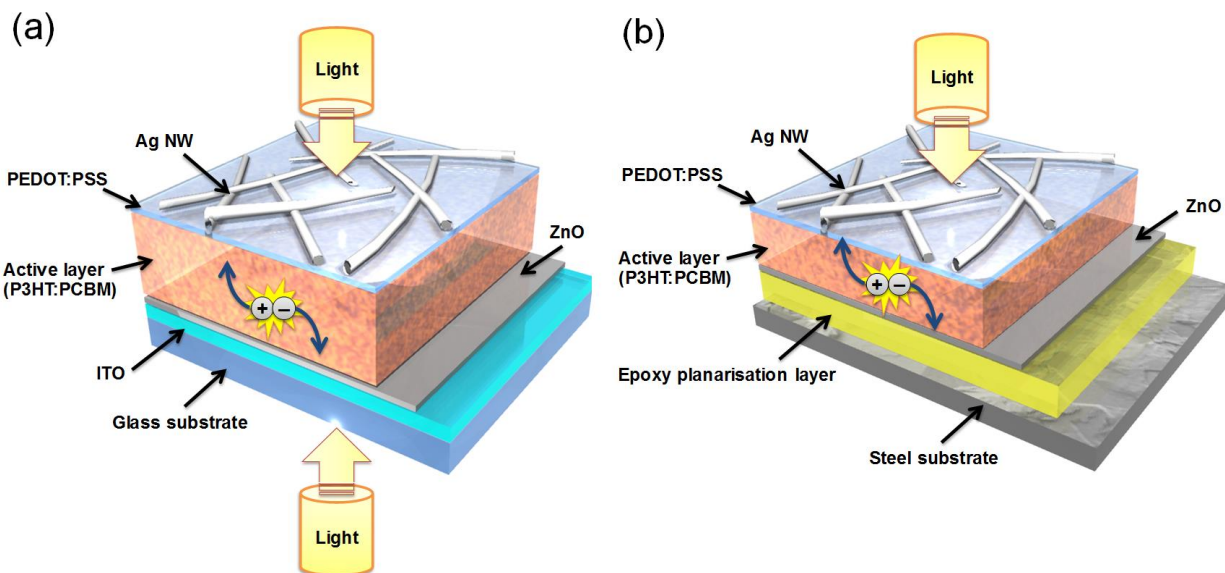 (a)
Light
Ag NW
PEDOT:PSS
ZnO
Active layer
(P3HT:PCBM)
+ −
ITO
Glass substrate
Light
(b)
Light
Ag NW
PEDOT:PSS
ZnO
Active layer
(P3HT:PCBM)
+ −
Epoxy planarisation layer
Steel substrate